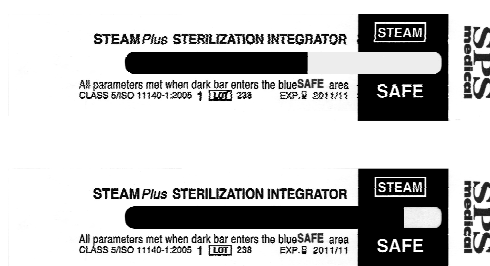 STEAM Plus STERILIZATION INTEGRATOR
STEAM
All parameters met when dark bar enters the blue SAFE area
CLASS 5/ISO 11140-1:2005 LOT 238 EXP. 2011/11
SAFE
SPS
medical
STEAM Plus STERILIZATION INTEGRATOR
STEAM
All parameters met when dark bar enters the blue SAFE area
CLASS 5/ISO 11140-1:2005 LOT 238 EXP. 2011/11
SAFE
SPS
medical